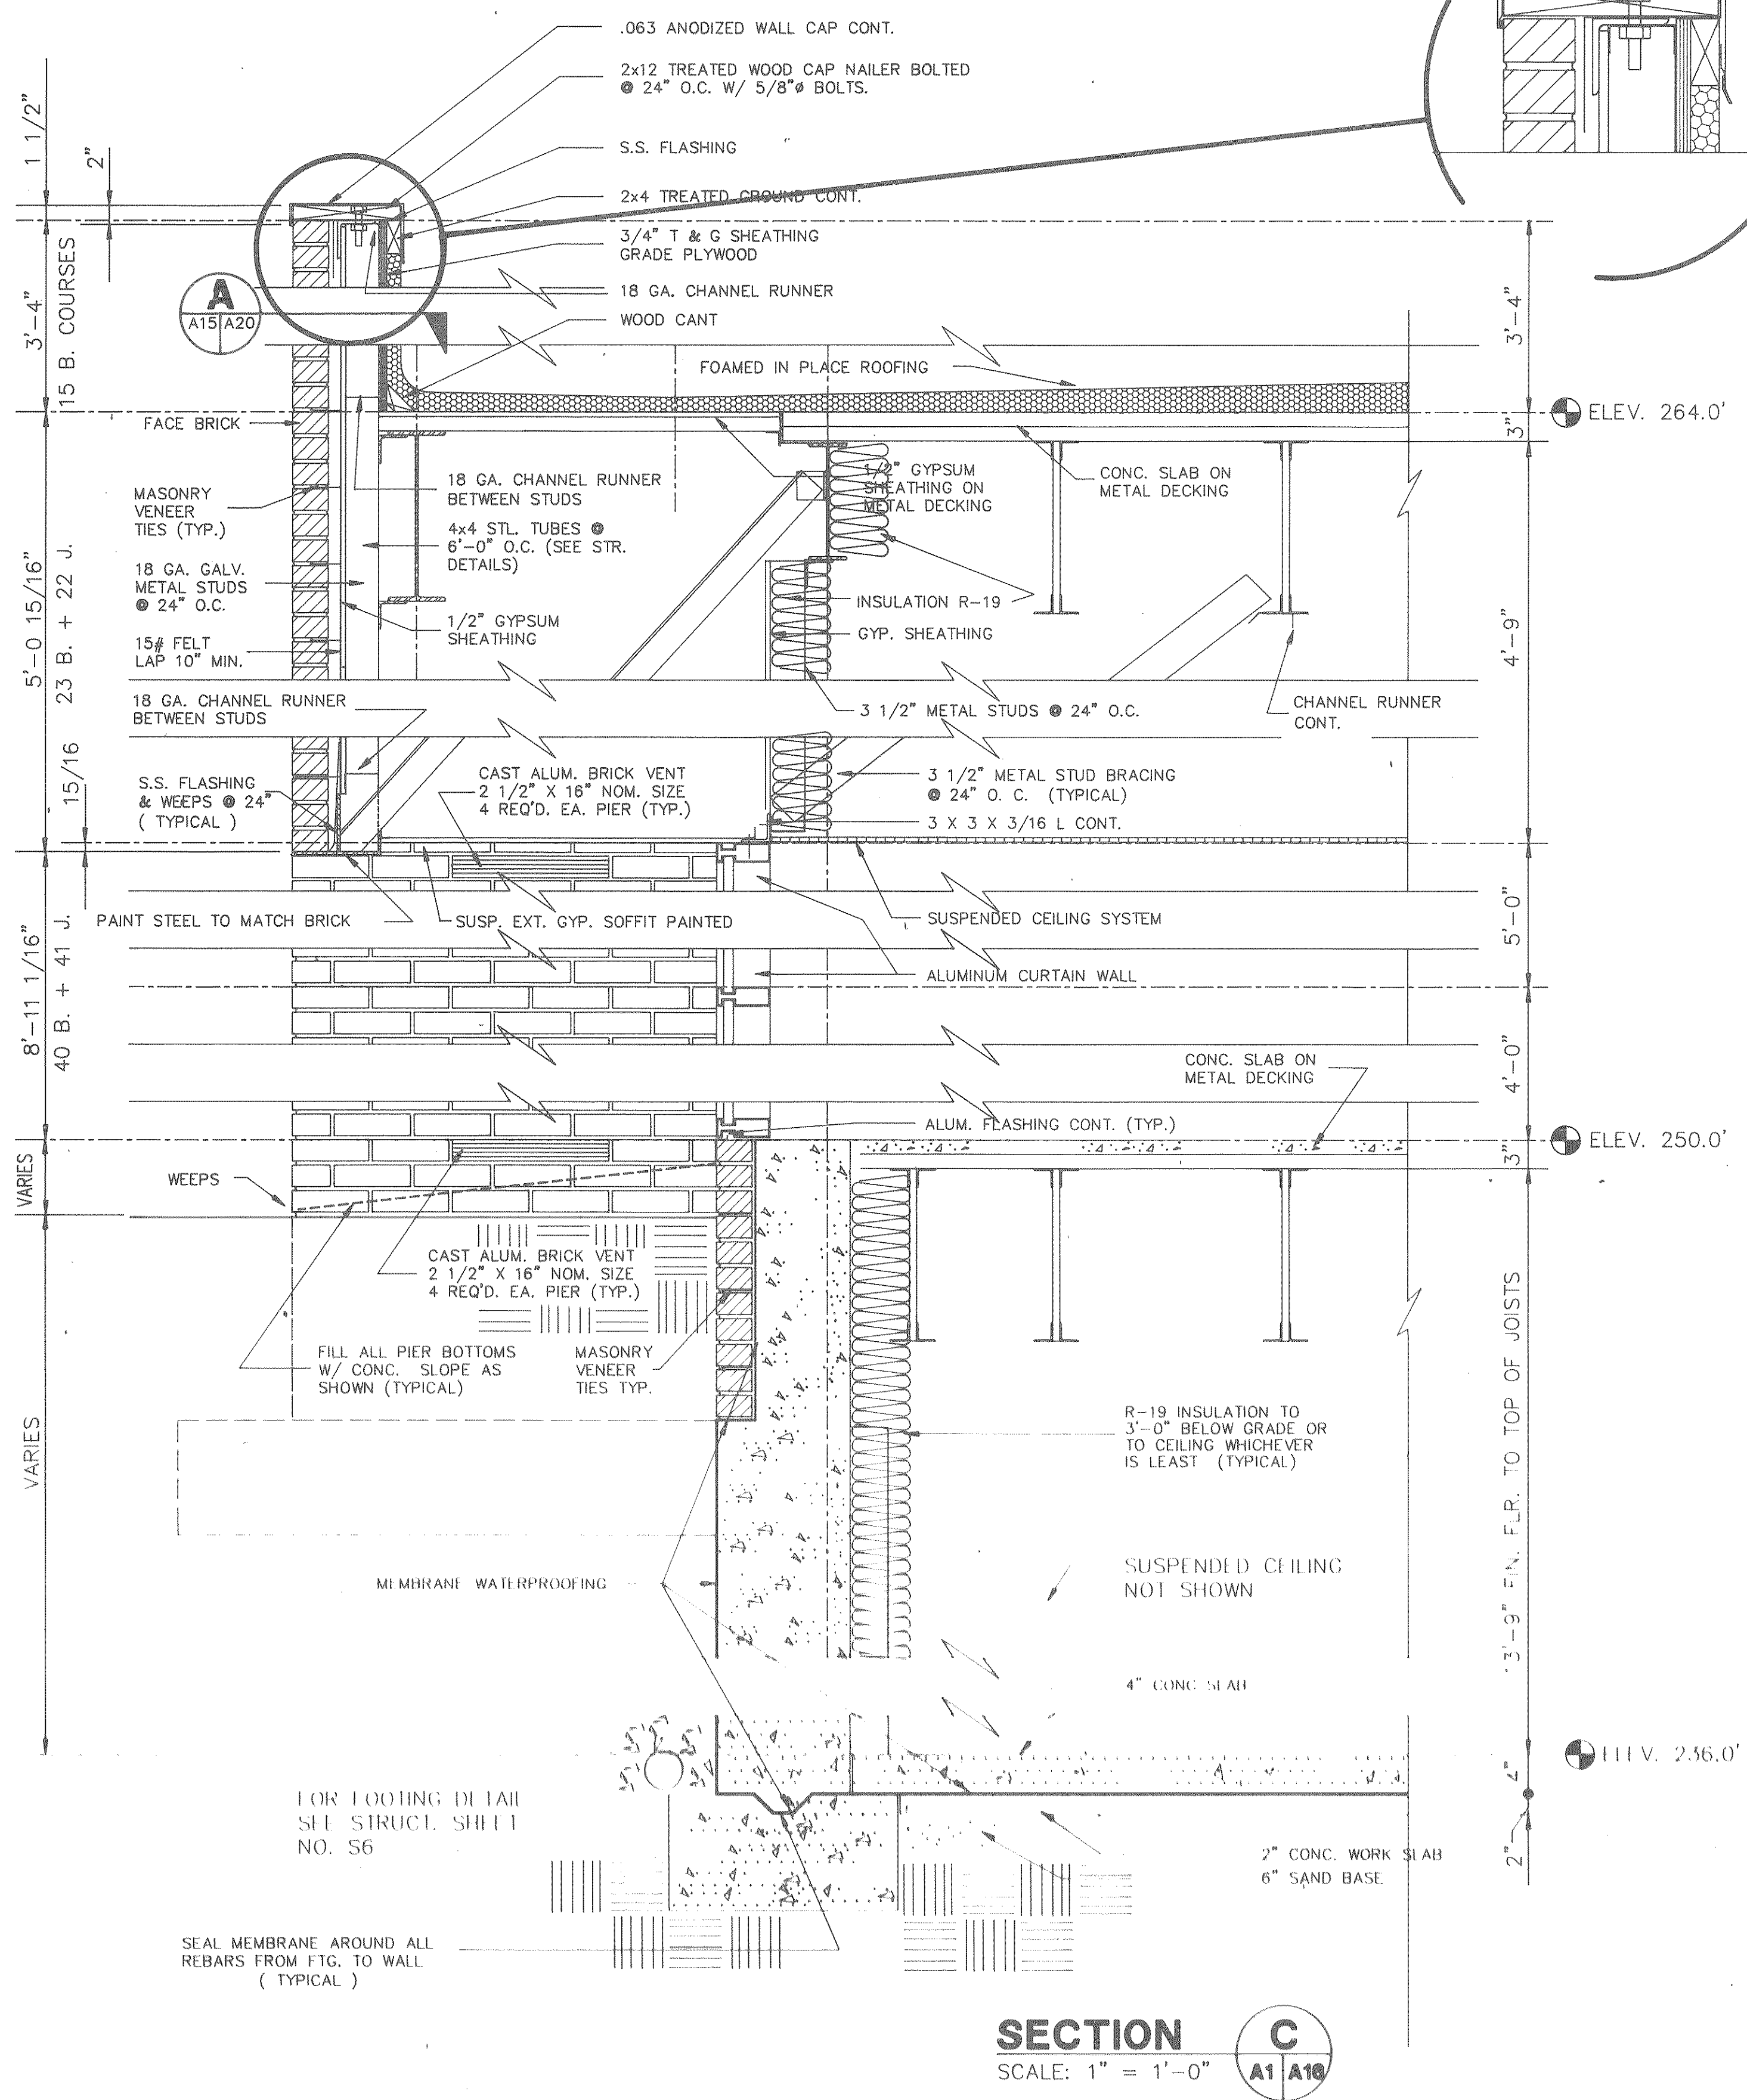 .063 ANODIZED WALL CAP CONT.
2x12 TREATED WOOD CAP NAILER BOLTED
@ 24" O.C. W/ 5/8"ø BOLTS.
S.S. FLASHING
2x4 TREATED GROUND CONT.
3/4" T & G SHEATHING
GRADE PLYWOOD
18 GA. CHANNEL RUNNER
WOOD CANT
FOAMED IN PLACE ROOFING
1 1/2"
2"
3'-4"
15 B. COURSES
A
A15 A20
3'-4"
ELEV. 264.0'
3"
FACE BRICK
MASONRY
VENEER
TIES (TYP.)
18 GA. CHANNEL RUNNER
BETWEEN STUDS
4x4 STL. TUBES @
6'-0" O.C. (SEE STR.
DETAILS)
1/2" GYPSUM
SHEATHING ON
METAL DECKING
CONC. SLAB ON
METAL DECKING
18 GA. GALV.
METAL STUDS
@ 24" O.C.
1/2" GYPSUM
SHEATHING
INSULATION R-19
GYP. SHEATHING
15# FELT
LAP 10" MIN.
5'-0 15/16"
23 B. + 22 J.
4'-9"
18 GA. CHANNEL RUNNER
BETWEEN STUDS
3 1/2" METAL STUDS @ 24" O.C.
CHANNEL RUNNER
CONT.
15/16
S.S. FLASHING
& WEEPS @ 24"
( TYPICAL )
CAST ALUM. BRICK VENT
2 1/2" X 16" NOM. SIZE
4 REQ'D. EA. PIER (TYP.)
3 1/2" METAL STUD BRACING
@ 24" O. C. (TYPICAL)
3 X 3 X 3/16 L CONT.
PAINT STEEL TO MATCH BRICK
SUSP. EXT. GYP. SOFFIT PAINTED
SUSPENDED CEILING SYSTEM
5'-0"
ALUMINUM CURTAIN WALL
8'-11 1/16"
40 B. + 41 J.
4'-0"
CONC. SLAB ON
METAL DECKING
ALUM. FLASHING CONT. (TYP.)
ELEV. 250.0'
3"
VARIES
WEEPS
CAST ALUM. BRICK VENT
2 1/2" X 16" NOM. SIZE
4 REQ'D. EA. PIER (TYP.)
FILL ALL PIER BOTTOMS
W/ CONC. SLOPE AS
SHOWN (TYPICAL)
MASONRY
VENEER
TIES TYP.
R-19 INSULATION TO
3'-0" BELOW GRADE OR
TO CEILING WHICHEVER
IS LEAST (TYPICAL)
VARIES
3'-9" FIN. FLR. TO TOP OF JOISTS
MEMBRANE WATERPROOFING
SUSPENDED CEILING
NOT SHOWN
4" CONC SLAB
ELEV. 236.0'
FOR FOOTING DETAIL
SEE STRUCT. SHEET
NO. S6
2"
2" CONC. WORK SLAB
6" SAND BASE
SEAL MEMBRANE AROUND ALL
REBARS FROM FTG. TO WALL
( TYPICAL )
SECTION
SCALE: 1" = 1'-0"
C
A1 A16